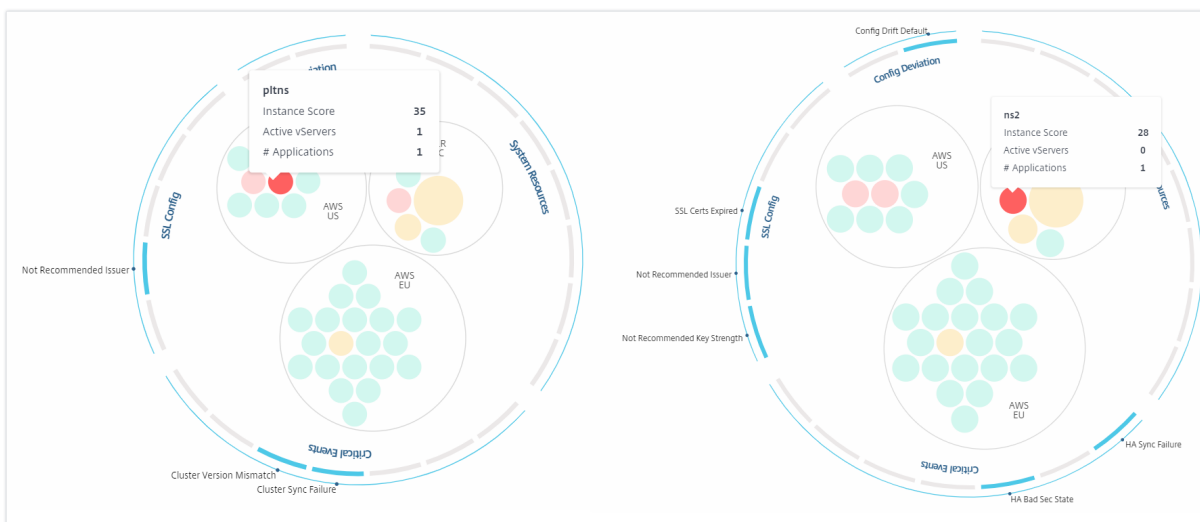 pltns
Instance Score 35
Active vServers 1
# Applications 1
SSL Config
System Resources
AWS
US
AWS
EU
Not Recommended Issuer
Critical Events
Cluster Version Mismatch
Cluster Sync Failure
Config Drift Default
Config Deviation
ns2
Instance Score 28
Active vServers 0
# Applications 1
AWS
US
SSL Certs Expired
SSL Config
Not Recommended Issuer
Not Recommended Key Strength
AWS
EU
HA Sync Failure
Critical Events
HA Bad Sec State